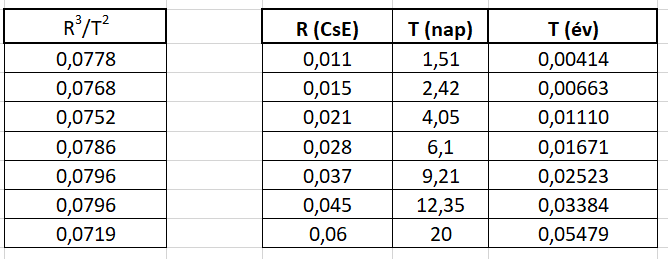 R³/T² R (CsE) T (nap) T (év)
0,0778 0,011 1,51 0,00414
0,0768 0,015 2,42 0,00663
0,0752 0,021 4,05 0,01110
0,0786 0,028 6,1 0,01671
0,0796 0,037 9,21 0,02523
0,0796 0,045 12,35 0,03384
0,0719 0,06 20 0,05479